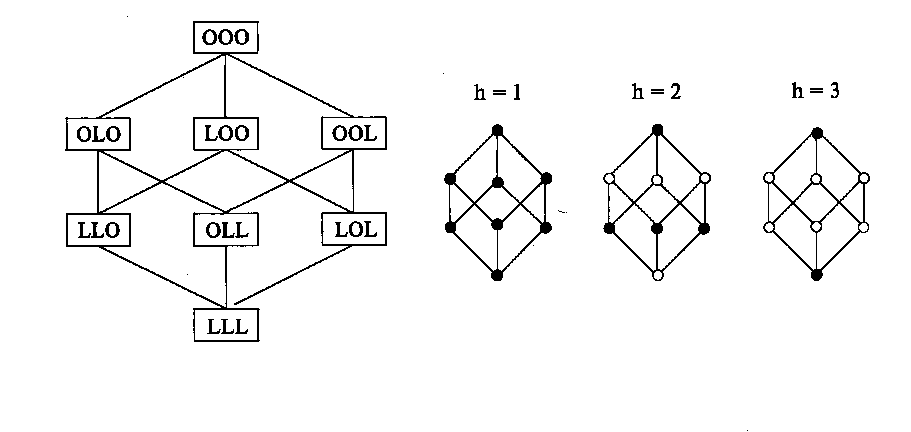 OOO
h = 1 h = 2 h = 3
OLO LOO OOL
LLO OLL LOL
LLL